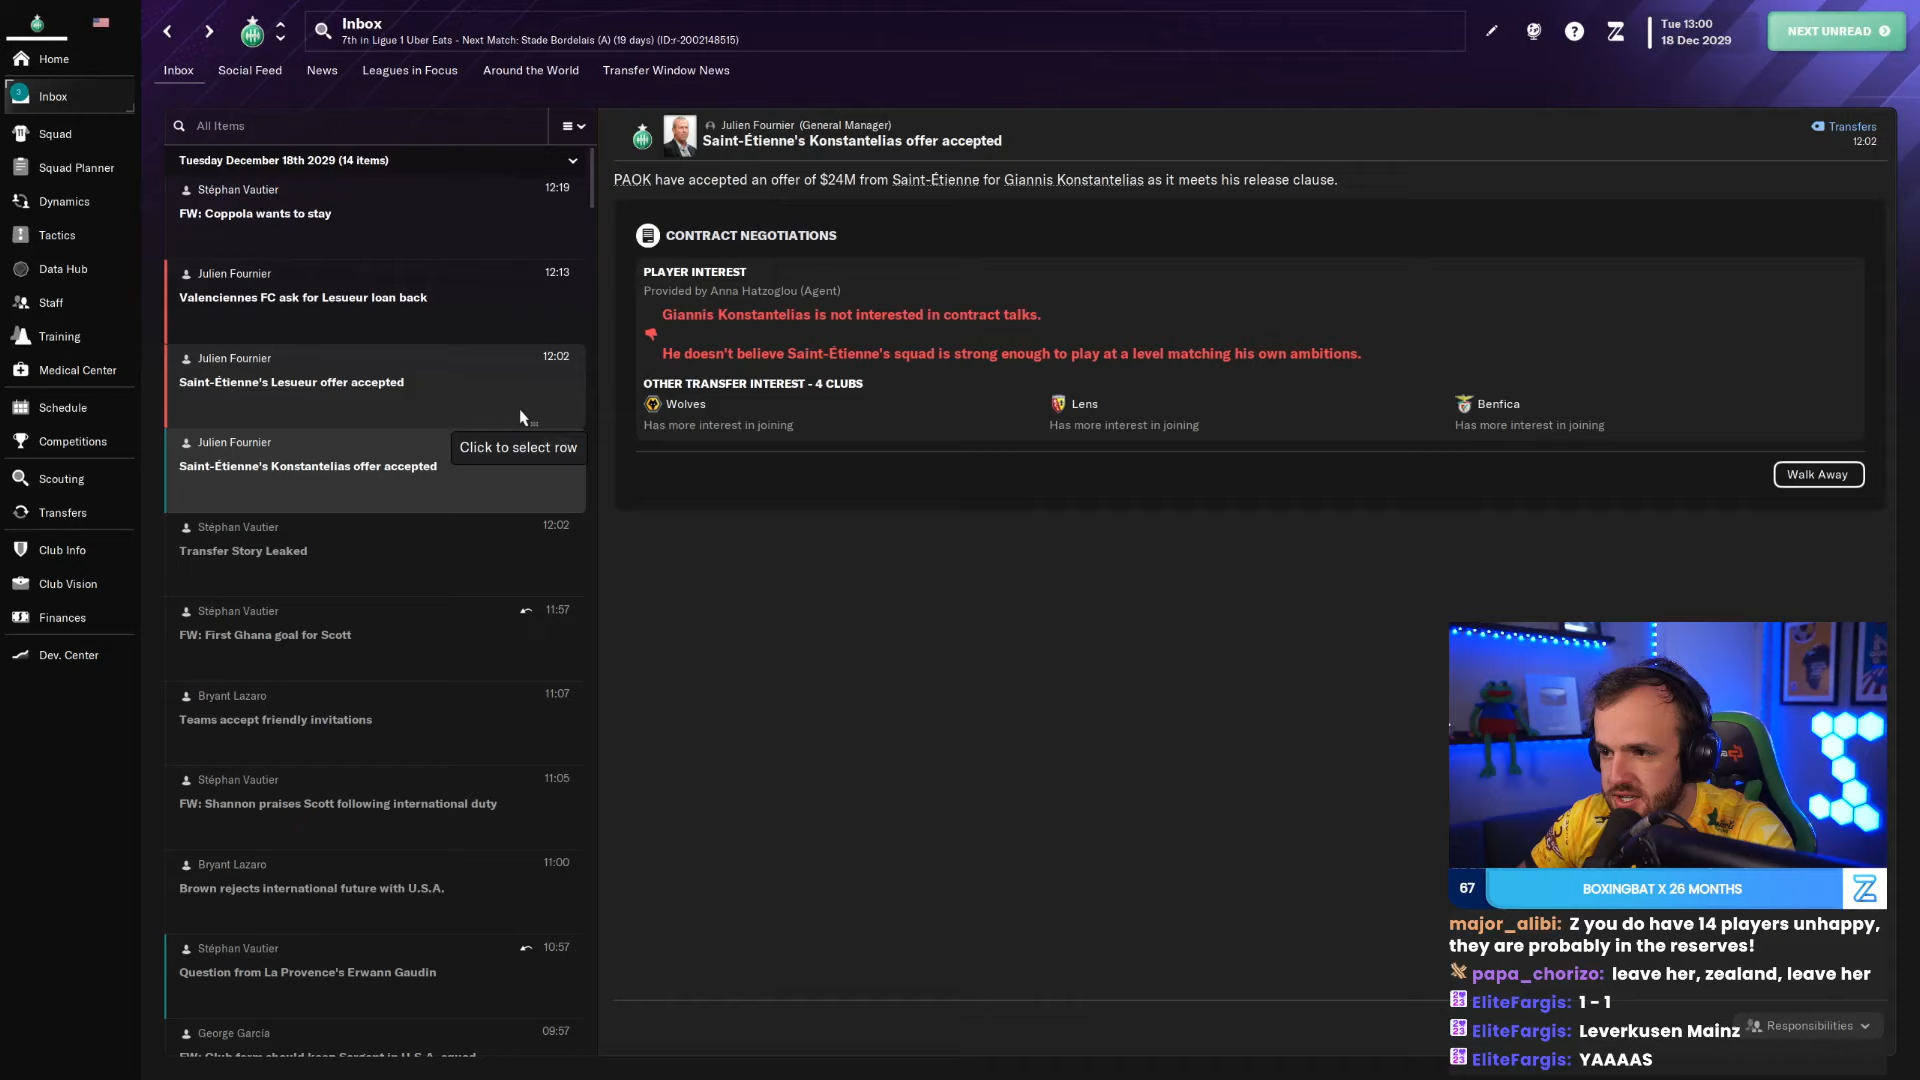 Inbox
7th in Ligue 1 Uber Eats - Next Match: Stade Bordelais (A) (19 days) (ID:r-2002148515)
Tue 13:00
18 Dec 2029
NEXT UNREAD
Home
3
Inbox
Squad
Squad Planner
Dynamics
Tactics
Data Hub
Staff
Training
Medical Center
Schedule
Competitions
Scouting
Transfers
Club Info
Club Vision
Finances
Dev. Center
Inbox Social Feed News Leagues in Focus Around the World Transfer Window News
All Items
Tuesday December 18th 2029 (14 items)
Stéphan Vautier 12:19
FW: Coppola wants to stay
Julien Fournier 12:13
Valenciennes FC ask for Lesueur loan back
Julien Fournier 12:02
Saint-Étienne's Lesueur offer accepted
Julien Fournier
Click to select row
Saint-Étienne's Konstantelias offer accepted
Stéphan Vautier 12:02
Transfer Story Leaked
Stéphan Vautier 11:57
FW: First Ghana goal for Scott
Bryant Lazaro 11:07
Teams accept friendly invitations
Stéphan Vautier 11:05
FW: Shannon praises Scott following international duty
Bryant Lazaro 11:00
Brown rejects international future with U.S.A.
Stéphan Vautier 10:57
Question from La Provence's Erwann Gaudin
George García 09:57
FW: Club form should keep Sargent in U.S.A. squad
Julien Fournier (General Manager)
Saint-Étienne's Konstantelias offer accepted
Transfers
12:02
PAOK have accepted an offer of $24M from Saint-Étienne for Giannis Konstantelias as it meets his release clause.
CONTRACT NEGOTIATIONS
PLAYER INTEREST
Provided by Anna Hatzoglou (Agent)
Giannis Konstantelias is not interested in contract talks.
He doesn't believe Saint-Étienne's squad is strong enough to play at a level matching his own ambitions.
OTHER TRANSFER INTEREST - 4 CLUBS
Wolves Lens Benfica
Has more interest in joining Has more interest in joining Has more interest in joining
Walk Away
67 BOXINGBAT X 26 MONTHS
major_alibi: Z you do have 14 players unhappy,
they are probably in the reserves!
papa_chorizo: leave her, zealand, leave her
EliteFargis: 1 - 1
EliteFargis: Leverkusen Mainz
Responsibilities
EliteFargis: YAAAAS